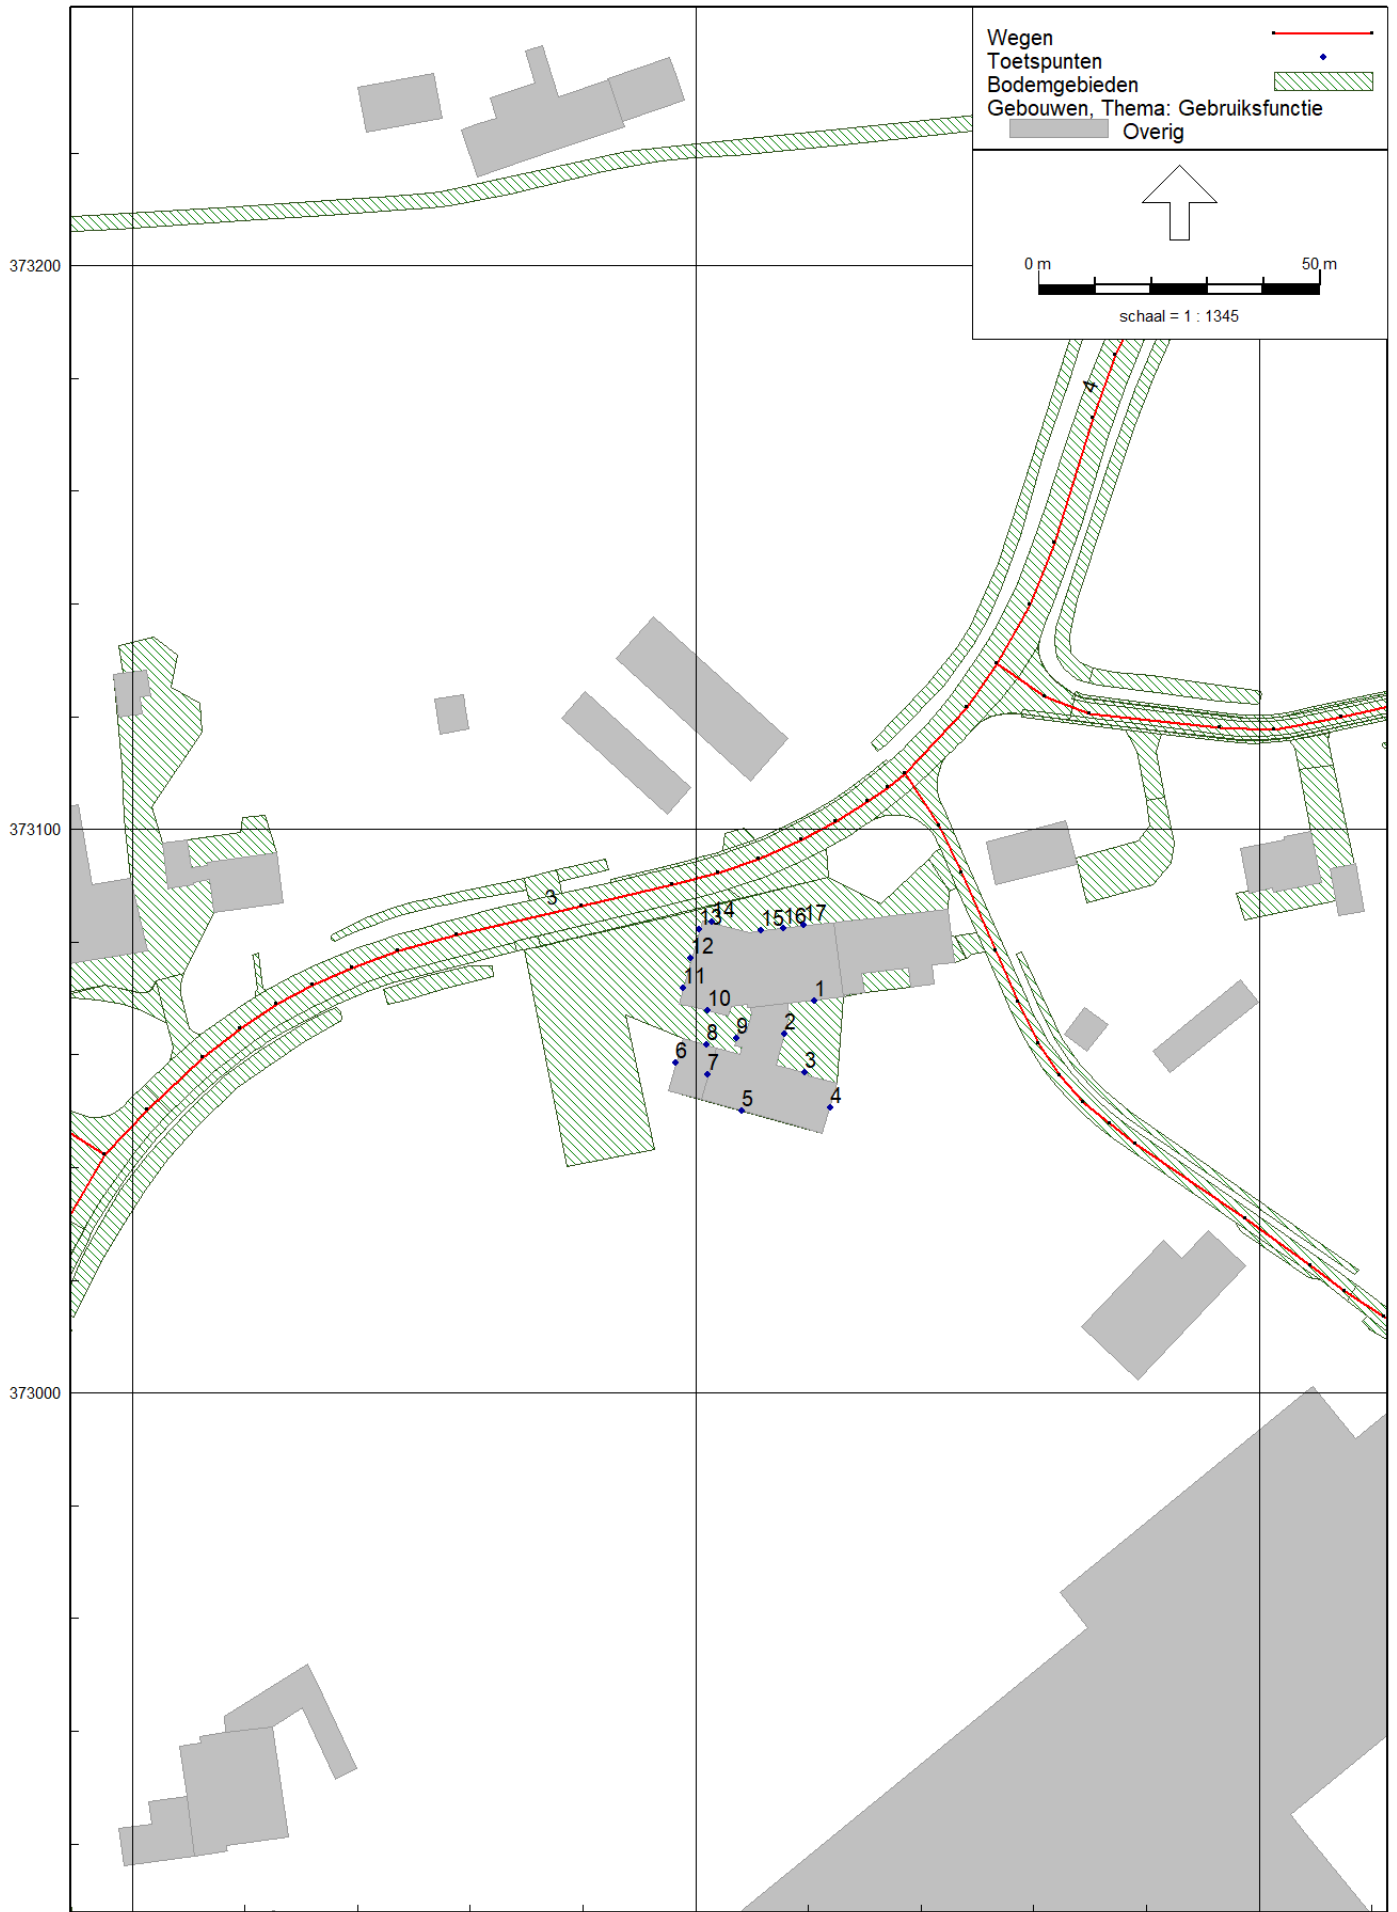 Wegen
Toetspunten
Bodemgebieden
Gebouwen, Thema: Gebruiksfunctie
Overig
0 m 50 m
schaal = 1 : 1345
373200
4
373100
3
14
13
15 16 17
12
11
10
1
9
2
8
6
7
3
5
4
373000